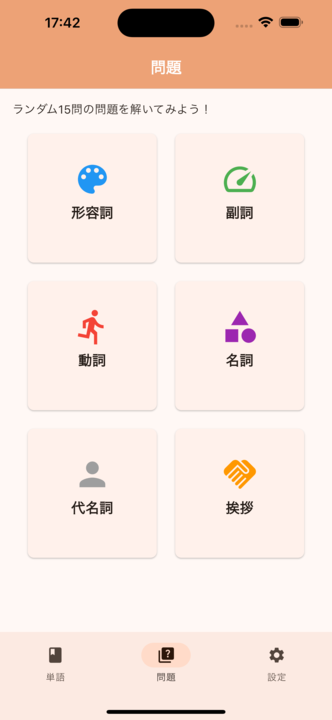 17:42
問題
ランダム15問の問題を解いてみよう！
形容詞
副詞
動詞
名詞
代名詞
挨拶
単語
問題
設定